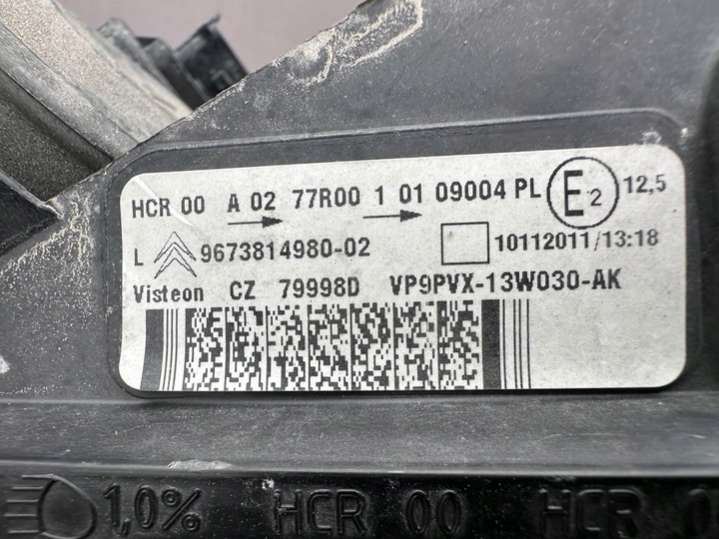 HCR 00 A 02 77R00 1 01 09004 PL E2 12,5
L 9673814980-02 10112011/13:18
Visteon CZ 79998D VP9PVX-13W030-AK
1,0% HCR 00 HCR 0